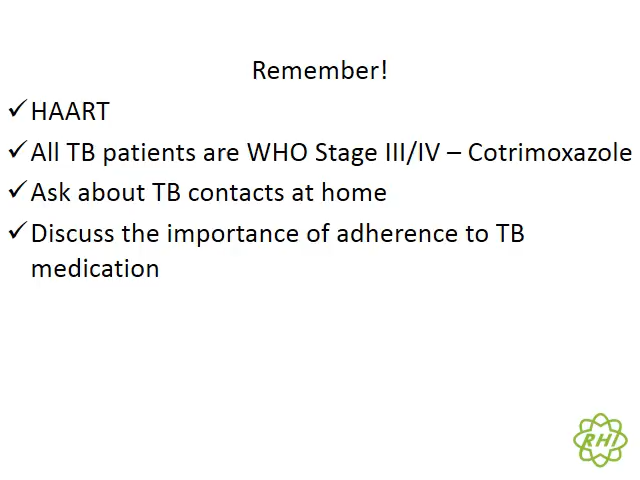 Remember!
✓HAART
✓All TB patients are WHO Stage III/IV – Cotrimoxazole
✓Ask about TB contacts at home
✓Discuss the importance of adherence to TB
medication
RHI